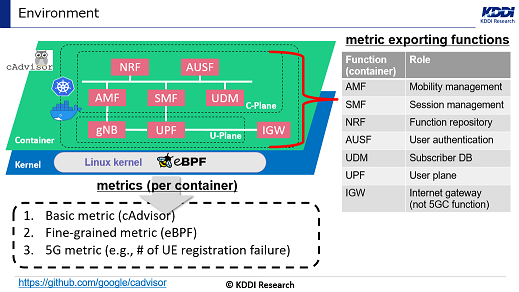 Environment
KDDI
KDDI Research
cAdvisor
NRF
AUSF
AMF
SMF
UDM
C-Plane
gNB
UPF
U-Plane
IGW
Container
Kernel
Linux kernel
eBPF
metrics (per container)
1. Basic metric (cAdvisor)
2. Fine-grained metric (eBPF)
3. 5G metric (e.g., # of UE registration failure)
metric exporting functions
Function (container) Role
AMF Mobility management
SMF Session management
NRF Function repository
AUSF User authentication
UDM Subscriber DB
UPF User plane
IGW Internet gateway
(not 5GC function)
https://github.com/google/cadvisor
© KDDI Research